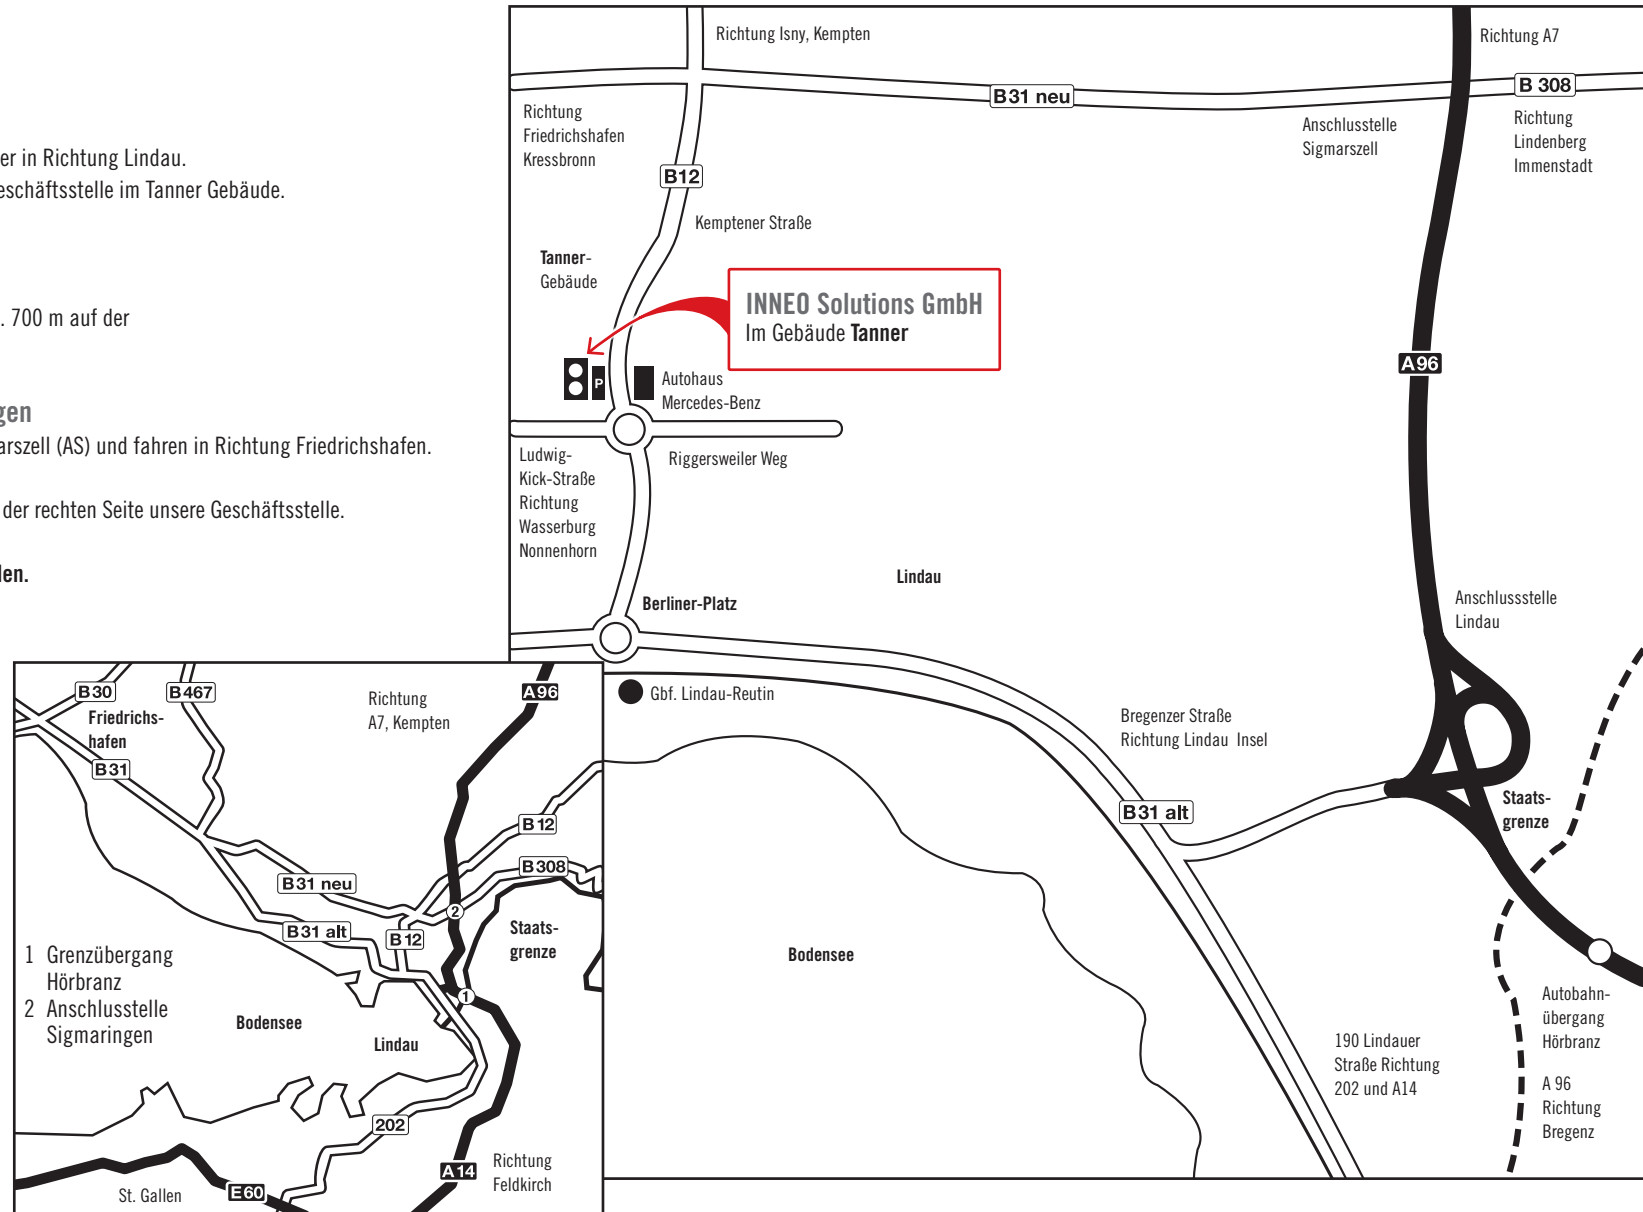 er in Richtung Lindau.
eschäftsstelle im Tanner Gebäude.
. 700 m auf der
gen
arszell (AS) und fahren in Richtung Friedrichshafen.
der rechten Seite unsere Geschäftsstelle.
den.
Richtung Isny, Kempten
Richtung A7
B31 neu
B 308
Richtung
Friedrichshafen
Kressbronn
Anschlusstelle
Sigmarszell
Richtung
Lindenberg
Immenstadt
B12
Kemptener Straße
Tanner-
Gebäude
INNEO Solutions GmbH
Im Gebäude Tanner
A96
P
Autohaus
Mercedes-Benz
Ludwig-
Kick-Straße
Richtung
Wasserburg
Nonnenhorn
Riggersweiler Weg
Lindau
Berliner-Platz
Anschlussstelle
Lindau
Gbf. Lindau-Reutin
Bregenzer Straße
Richtung Lindau Insel
B31 alt
Staats-
grenze
Bodensee
190 Lindauer
Straße Richtung
202 und A14
Autobahn-
übergang
Hörbranz
A 96
Richtung
Bregenz
B30
B467
Richtung
A7, Kempten
A96
Friedrichs-
hafen
B31
B12
B308
B31 neu
2
B31 alt
B12
Staats-
grenze
1 Grenzübergang
Hörbranz
2 Anschlusstelle
Sigmaringen
1
Bodensee
Lindau
202
A14
Richtung
Feldkirch
St. Gallen
E60